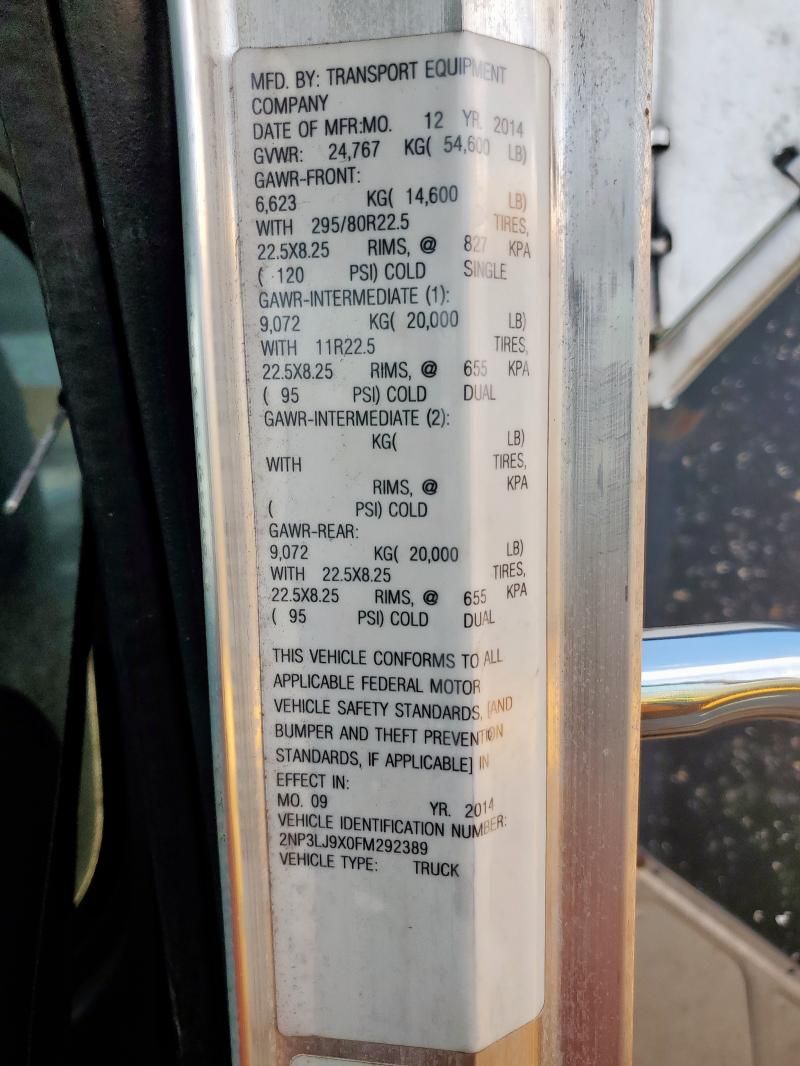 MFD. BY: TRANSPORT EQUIPMENT
COMPANY
DATE OF MFR:MO. 12 YR. 2014
GVWR: 24,767 KG( 54,600 LB)
GAWR-FRONT:
6,623 KG( 14,600 LB)
WITH 295/80R22.5 TIRES,
22.5X8.25 RIMS, @ 827 KPA
( 120 PSI) COLD SINGLE
GAWR-INTERMEDIATE (1):
9,072 KG( 20,000 LB)
WITH 11R22.5 TIRES,
22.5X8.25 RIMS, @ 655 KPA
( 95 PSI) COLD DUAL
GAWR-INTERMEDIATE (2):
KG( LB)
WITH TIRES,
RIMS, @ KPA
( PSI) COLD
GAWR-REAR:
9,072 KG( 20,000 LB)
WITH 22.5X8.25 TIRES,
22.5X8.25 RIMS, @ 655 KPA
( 95 PSI) COLD DUAL
THIS VEHICLE CONFORMS TO ALL
APPLICABLE FEDERAL MOTOR
VEHICLE SAFETY STANDARDS, [AND
BUMPER AND THEFT PREVENTION
STANDARDS, IF APPLICABLE] IN
EFFECT IN:
MO. 09 YR. 2014
VEHICLE IDENTIFICATION NUMBER:
2NP3LJ9X0FM292389
VEHICLE TYPE: TRUCK